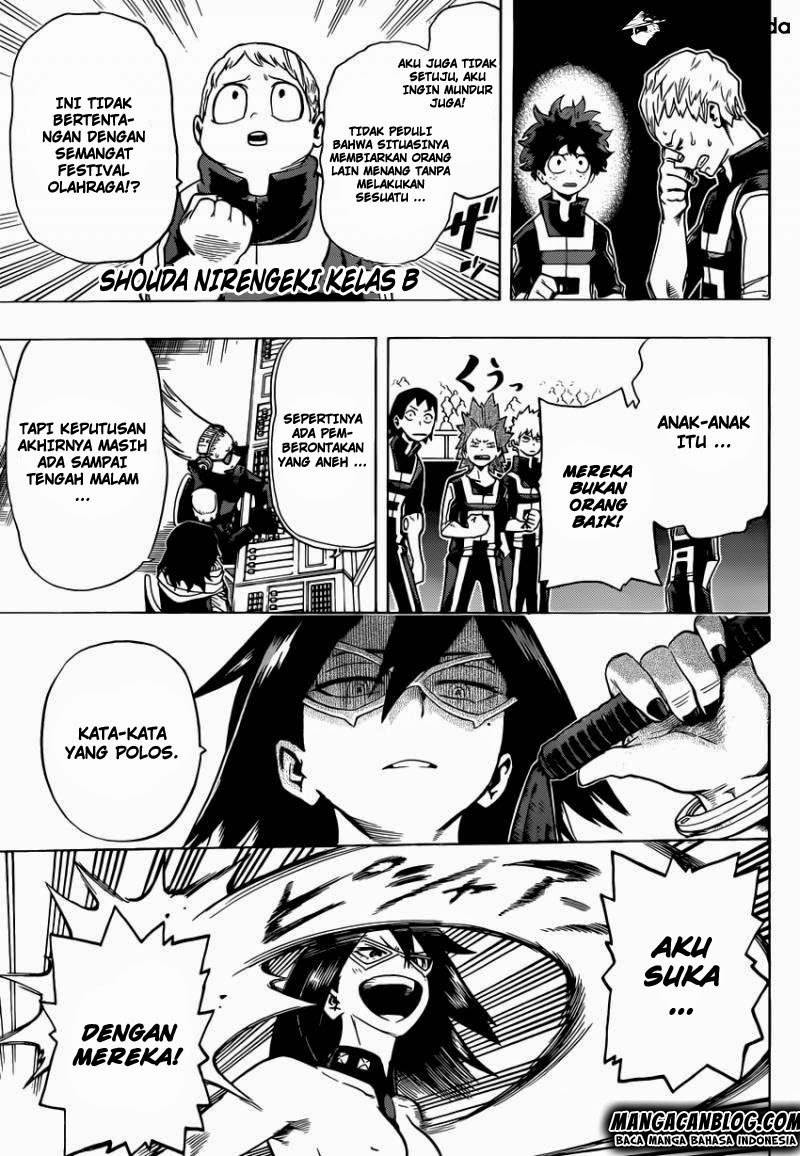 da
AKU JUGA TIDAK
SETUJU, AKU
INGIN MUNDUR
JUGA!
TIDAK PEDULI
BAHWA SITUASINYA
MEMBIARKAN ORANG
LAIN MENANG TANPA
MELAKUKAN
SESUATU ...
INI TIDAK
BERTENTA-
NGAN DENGAN
SEMANGAT
FESTIVAL
OLAHRAGA!?
ザッ
SHOUDA NIRENGEKI KELAS B
ANAK-ANAK
ITU ...
MEREKA
BUKAN
ORANG
BAIK!
くうっ
SEPERTINYA
ADA PEM-
BERONTAKAN
YANG ANEH ...
TAPI KEPUTUSAN
AKHIRNYA MASIH
ADA SAMPAI
TENGAH MALAM
...
KATA-KATA
YANG POLOS.
AKU
SUKA
...
DENGAN
MEREKA!
MANGACANBLOG.COM
BACA MANGA BAHASA INDONESIA